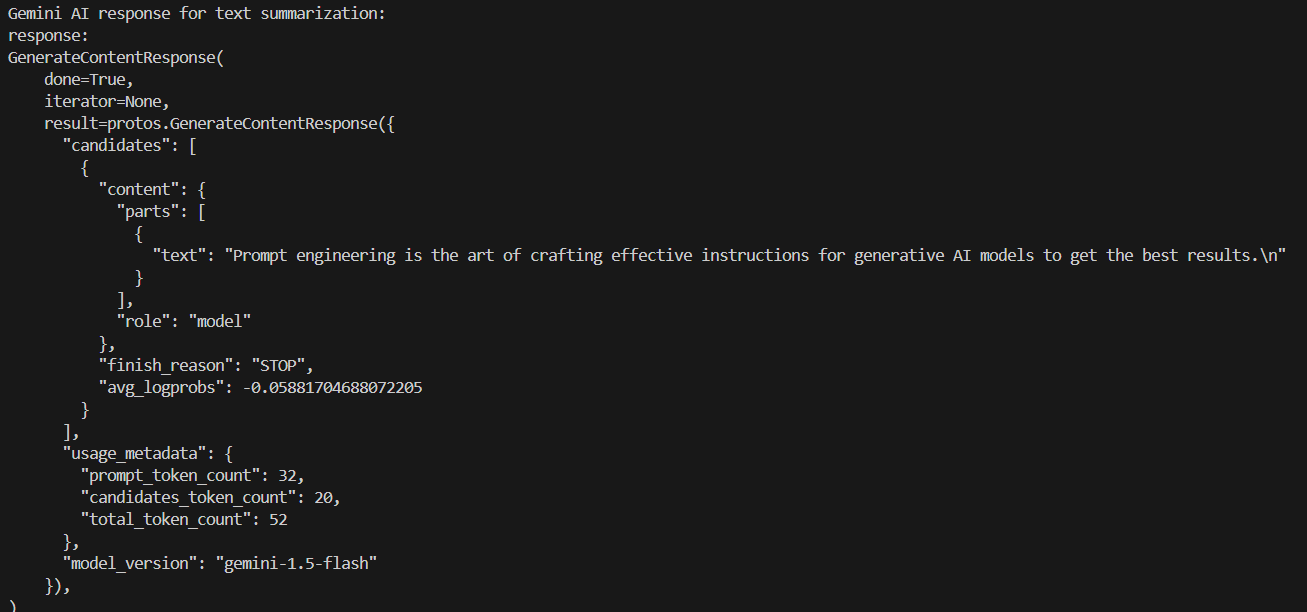 Gemini AI response for text summarization:
response:
GenerateContentResponse(
    done=True,
    iterator=None,
    result=protos.GenerateContentResponse({
      "candidates": [
        {
          "content": {
            "parts": [
              {
                "text": "Prompt engineering is the art of crafting effective instructions for generative AI models to get the best results.\n"
              }
            ],
            "role": "model"
          },
          "finish_reason": "STOP",
          "avg_logprobs": -0.05881704688072205
        }
      ],
      "usage_metadata": {
        "prompt_token_count": 32,
        "candidates_token_count": 20,
        "total_token_count": 52
      },
      "model_version": "gemini-1.5-flash"
    }),
)